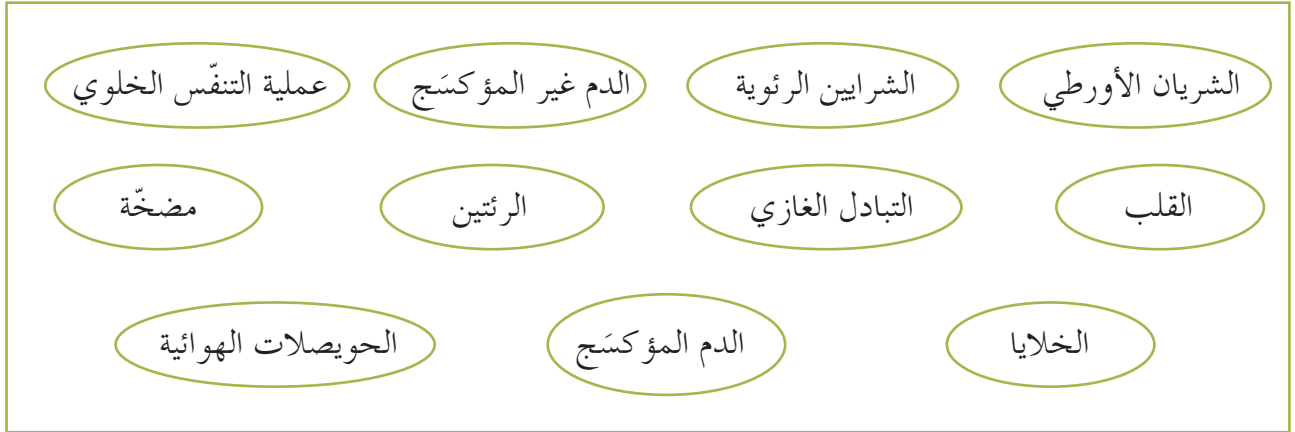 الشريان الأورطي
الشرايين الرئوية
الدم غير المؤكسَج
عملية التنفّس الخلوي
القلب
التبادل الغازي
الرئتين
مضخّة
الخلايا
الدم المؤكسَج
الحويصلات الهوائية